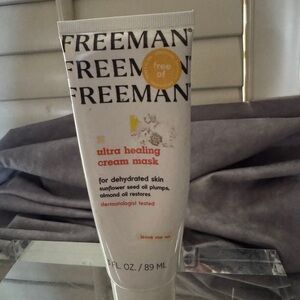 FREEMAN
FREEMAN
FREEMAN
free
of
ultra healing
cream mask
for dehydrated skin
sunflower seed oil plumps,
almond oil restores
dermatologist tested
FL. OZ. / 89 ML